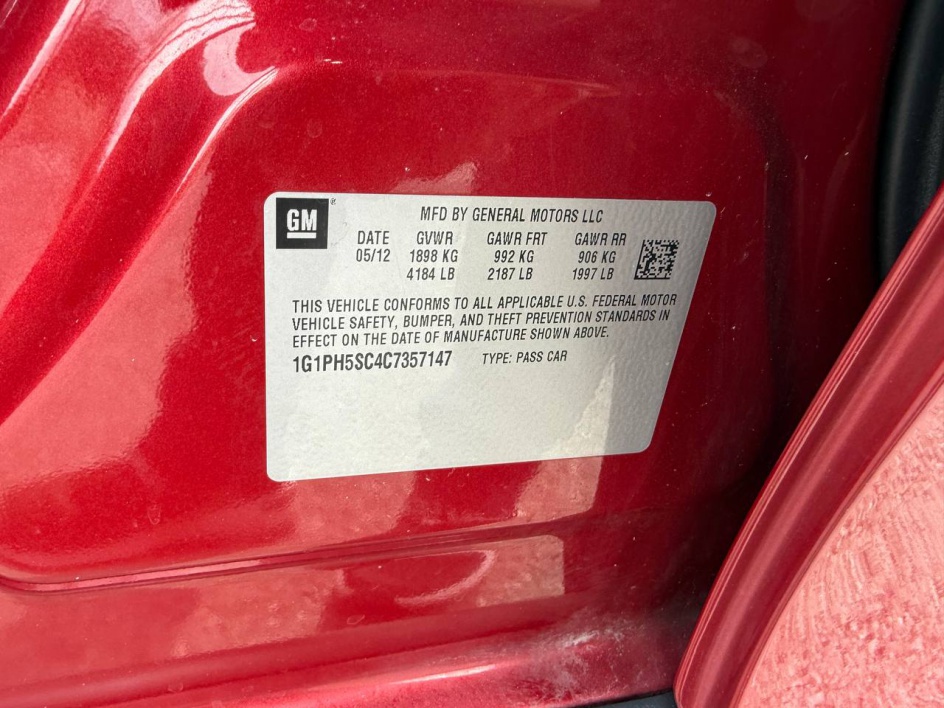 GM®
MFD BY GENERAL MOTORS LLC
DATE GVWR GAWR FRT GAWR RR
05/12 1898 KG 992 KG 906 KG
4184 LB 2187 LB 1997 LB
THIS VEHICLE CONFORMS TO ALL APPLICABLE U.S. FEDERAL MOTOR
VEHICLE SAFETY, BUMPER, AND THEFT PREVENTION STANDARDS IN
EFFECT ON THE DATE OF MANUFACTURE SHOWN ABOVE.
1G1PH5SC4C7357147 TYPE: PASS CAR